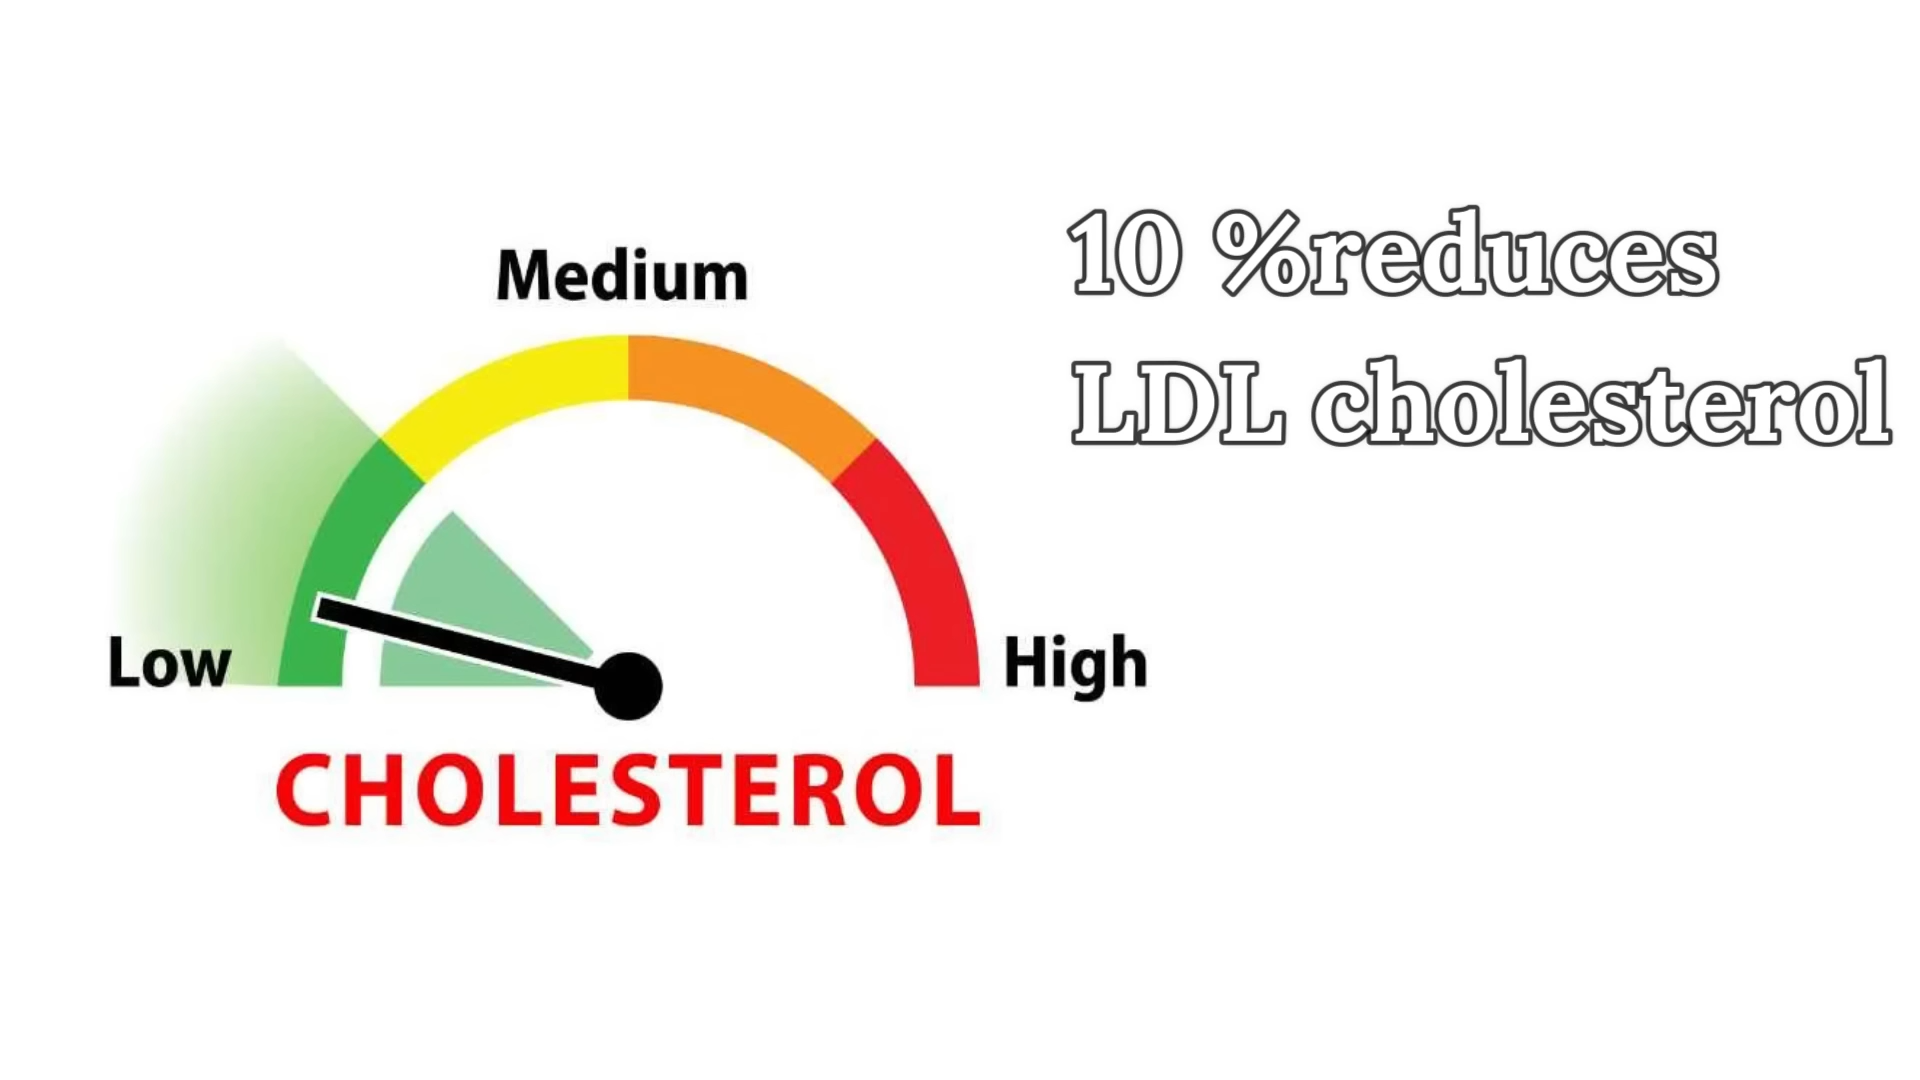 Medium
Low
High
CHOLESTEROL
10 %reduces
LDL cholesterol